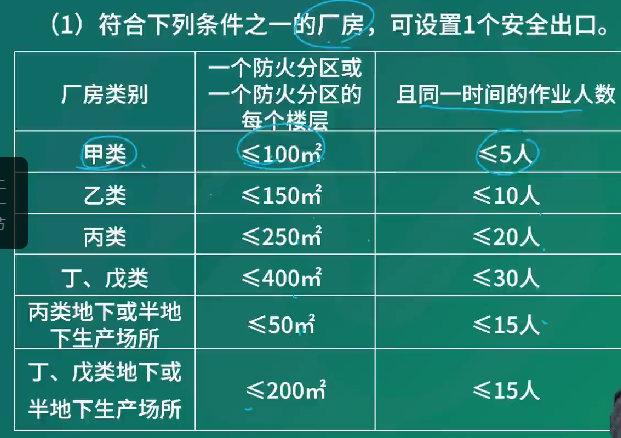 （1）符合下列条件之一的厂房，可设置1个安全出口。
厂房类别
一个防火分区或
一个防火分区的
每个楼层
且同一时间的作业人数
甲类
≤100㎡
≤5人
乙类
≤150㎡
≤10人
丙类
≤250㎡
≤20人
丁、戊类
≤400㎡
≤30人
丙类地下或半地
下生产场所
≤50㎡
≤15人
丁、戊类地下或
半地下生产场所
≤200㎡
≤15人